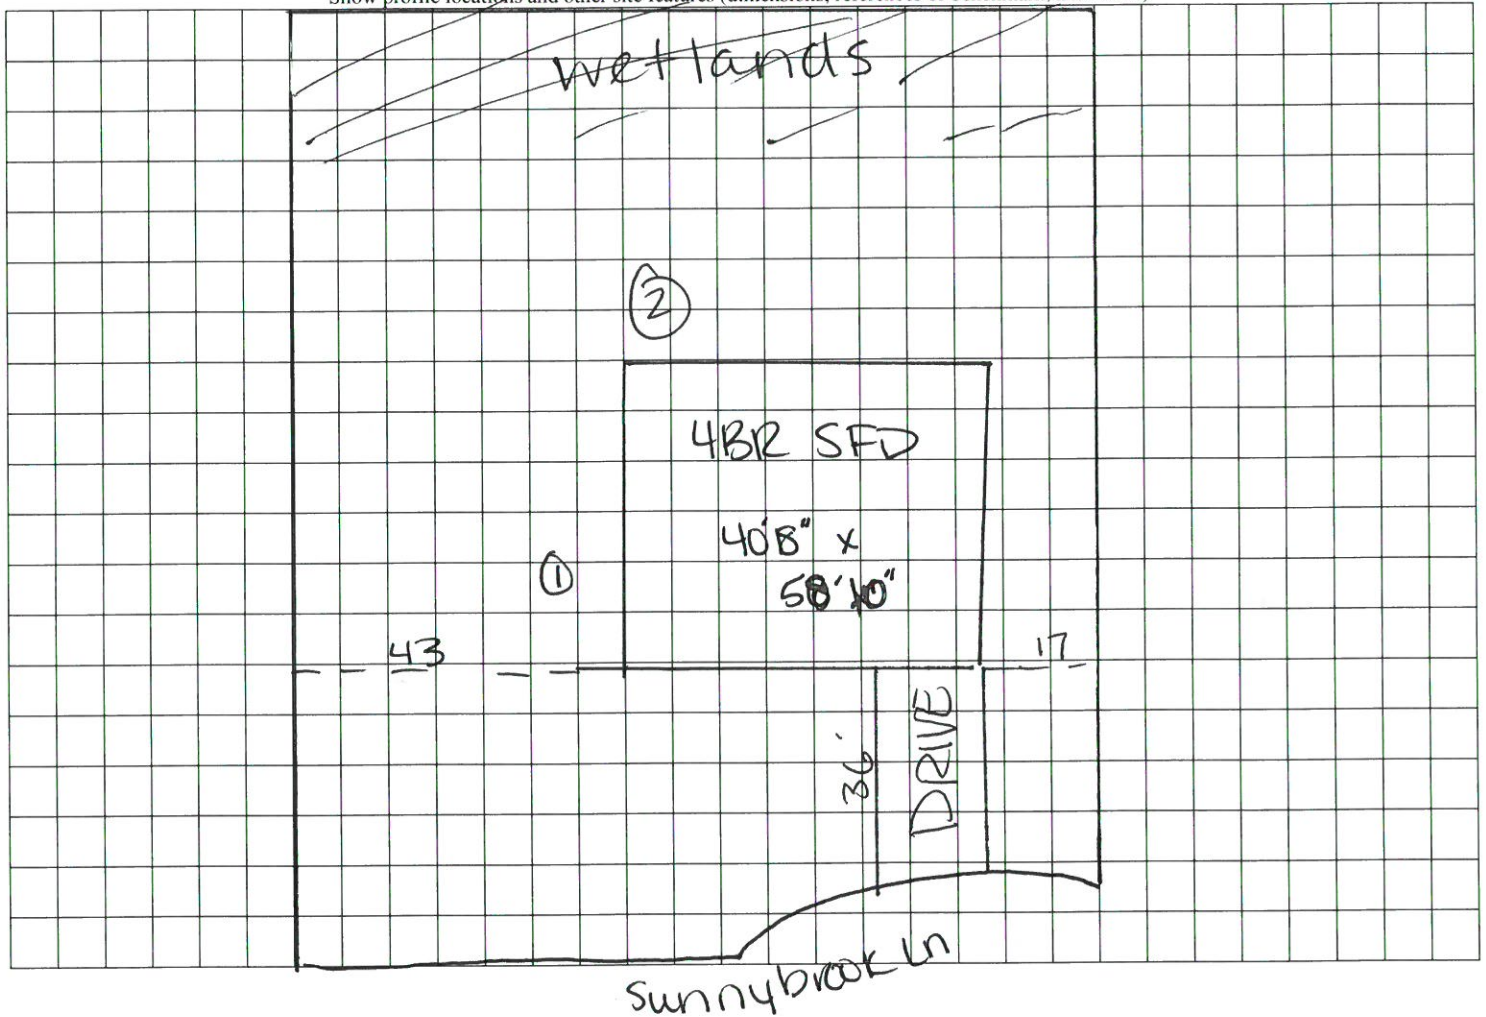 wetlands
2
4BR SFD
40'8" x
58'10"
1
43
17
36'
DRIVE
Sunnybrook Ln